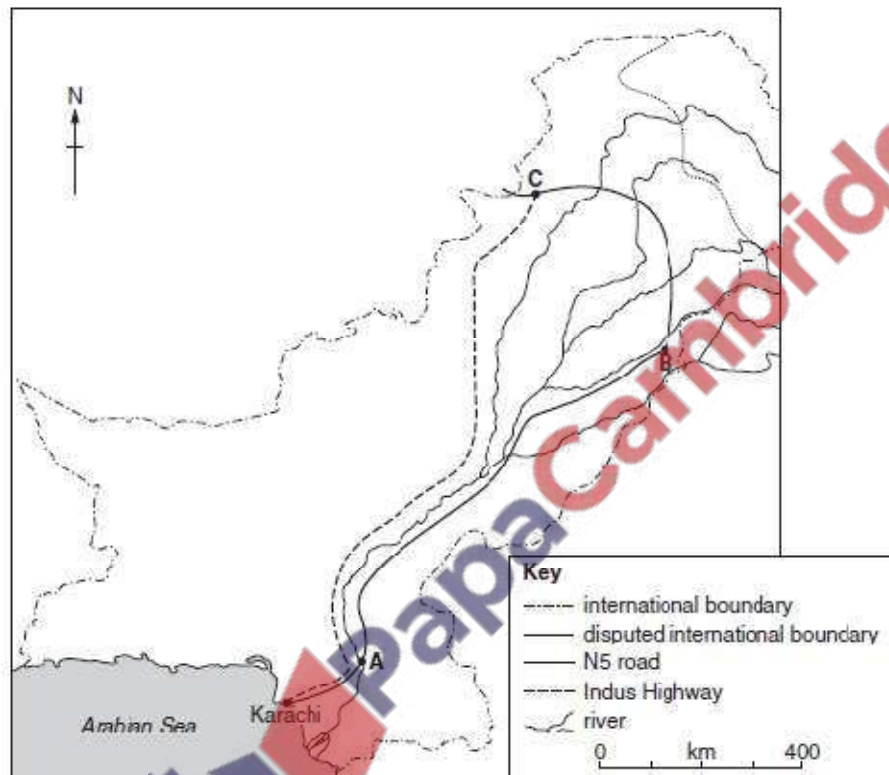 N
C
B
A
Karachi
Arabian Sea
Key
international boundary
disputed international boundary
N5 road
Indus Highway
river
0 km 400
PapaCambridge